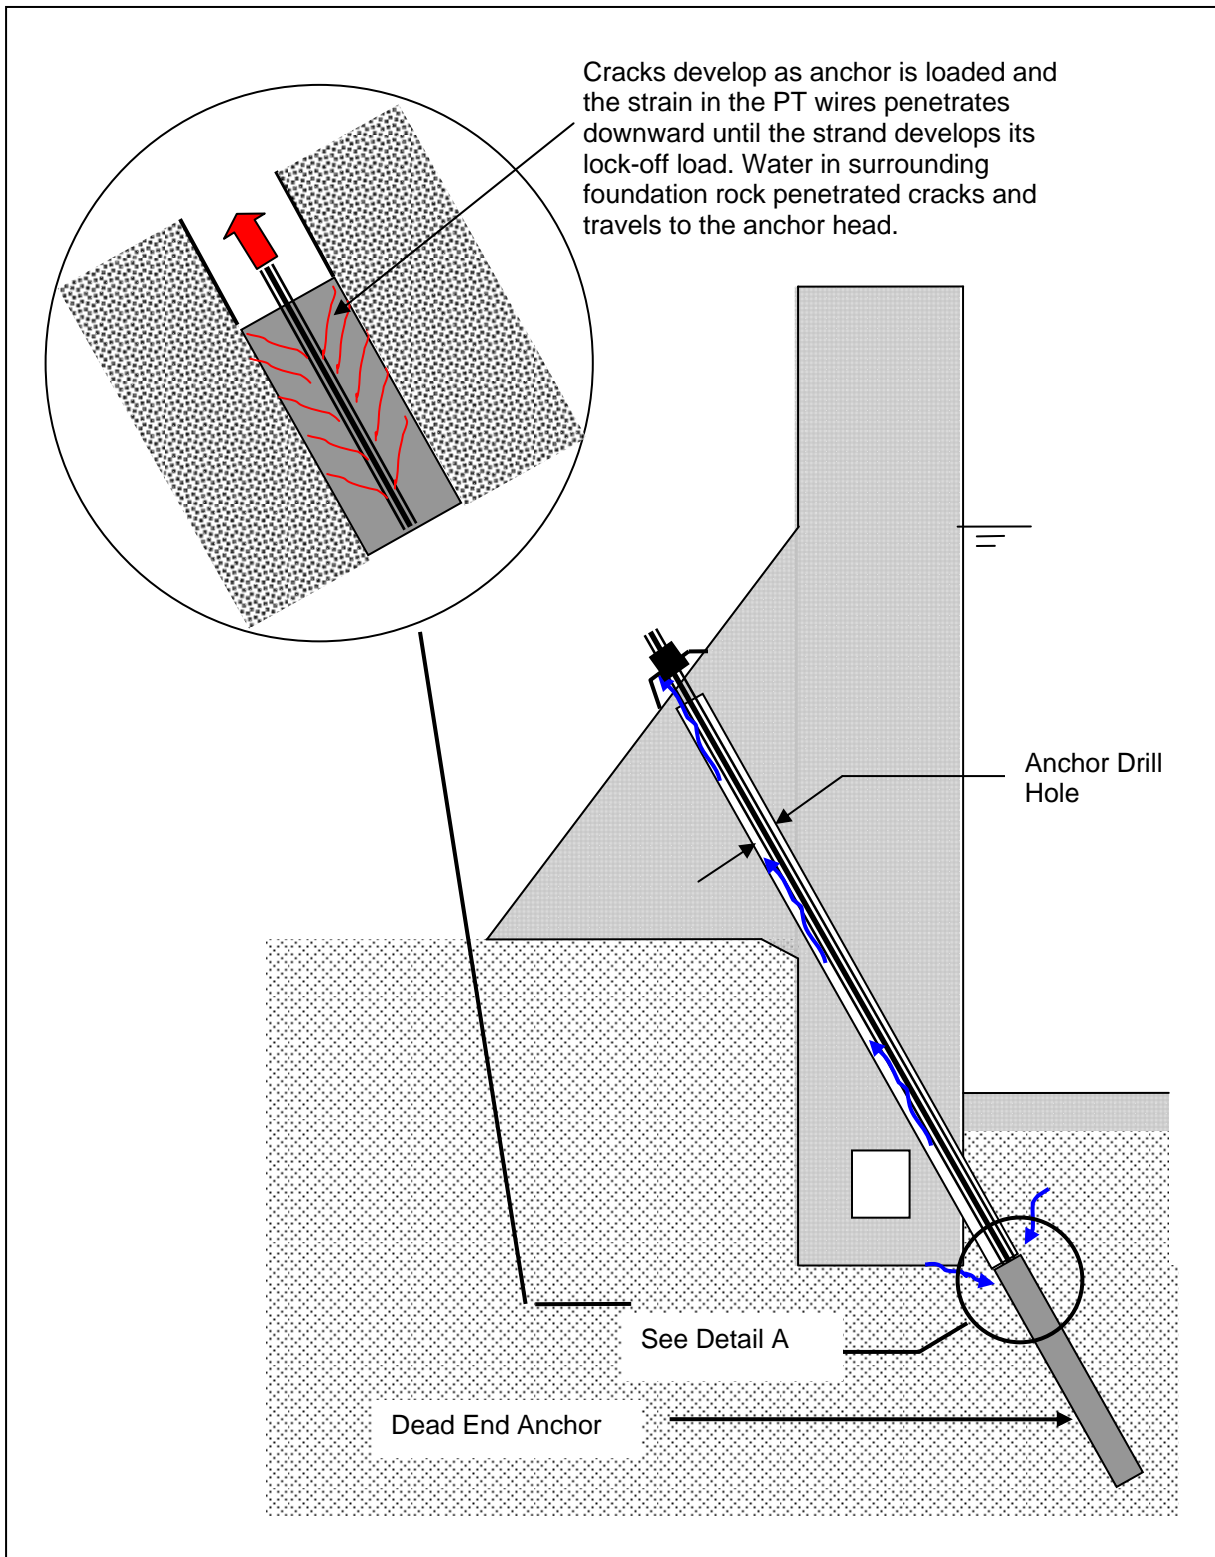 Cracks develop as anchor is loaded and
the strain in the PT wires penetrates
downward until the strand develops its
lock-off load. Water in surrounding
foundation rock penetrated cracks and
travels to the anchor head.
Anchor Drill
Hole
See Detail A
Dead End Anchor